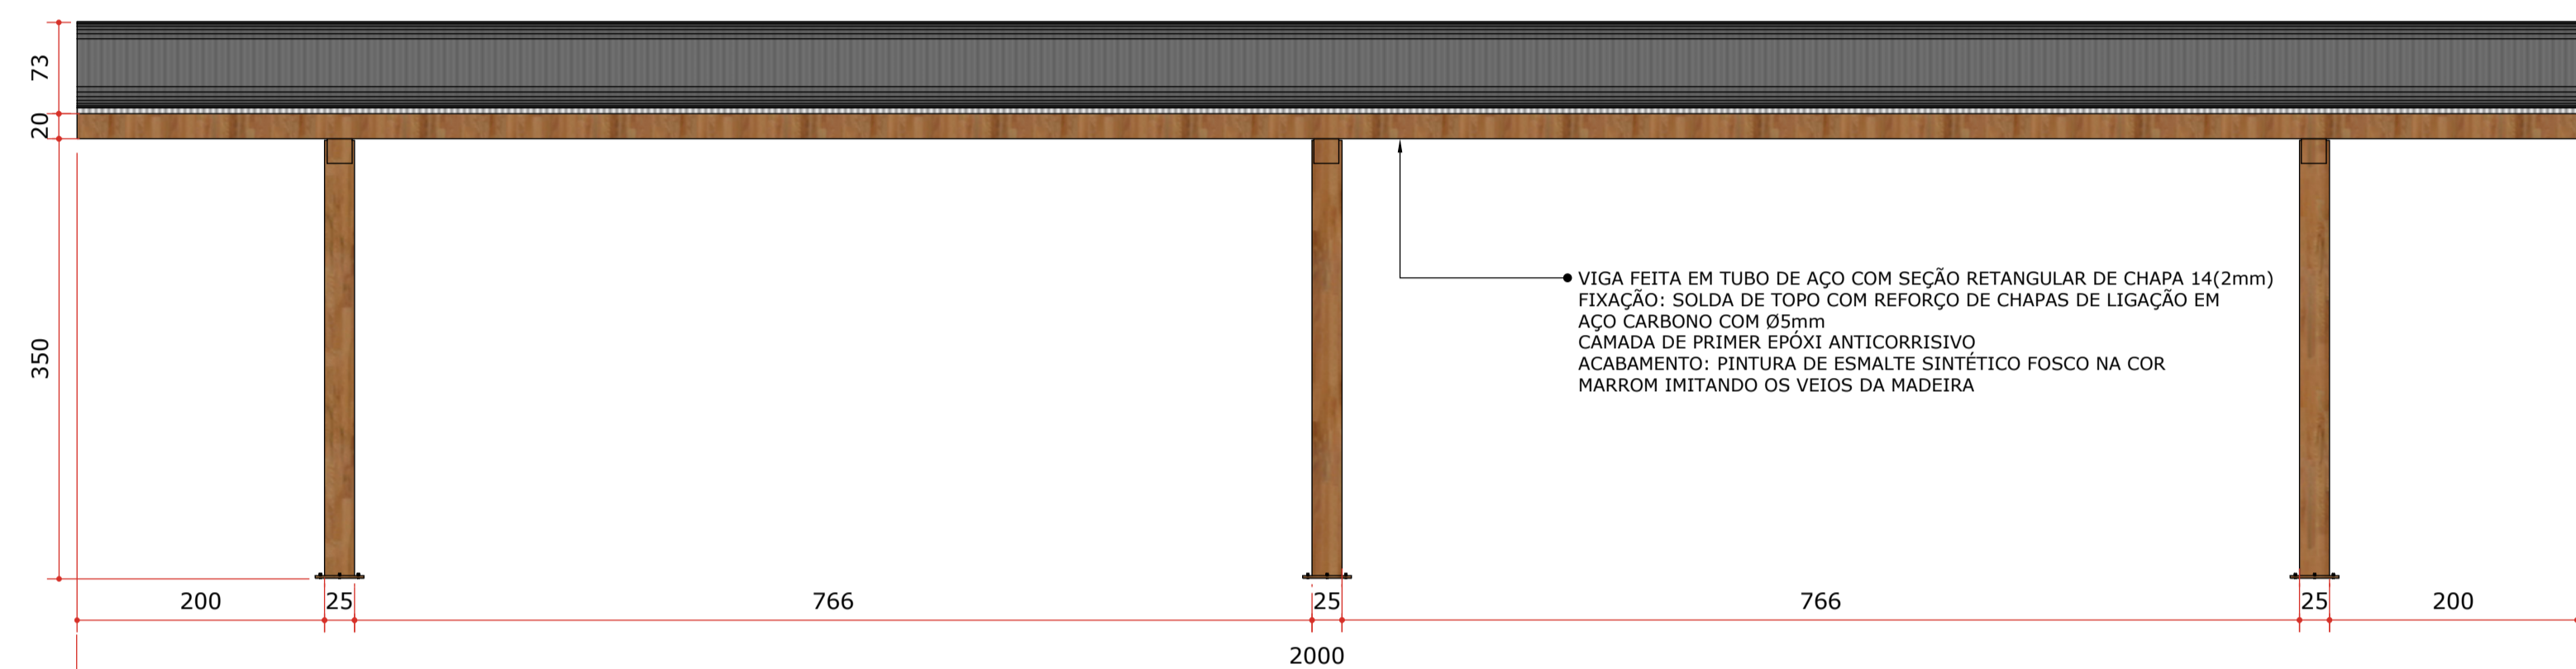 73
20
350
VIGA FEITA EM TUBO DE AÇO COM SEÇÃO RETANGULAR DE CHAPA 14(2mm)
FIXAÇÃO: SOLDA DE TOPO COM REFORÇO DE CHAPAS DE LIGAÇÃO EM
AÇO CARBONO COM Ø5mm
CAMADA DE PRIMER EPÓXI ANTICORRISIVO
ACABAMENTO: PINTURA DE ESMALTE SINTÉTICO FOSCO NA COR
MARROM IMITANDO OS VEIOS DA MADEIRA
200 25 766 25 766 25 200
2000